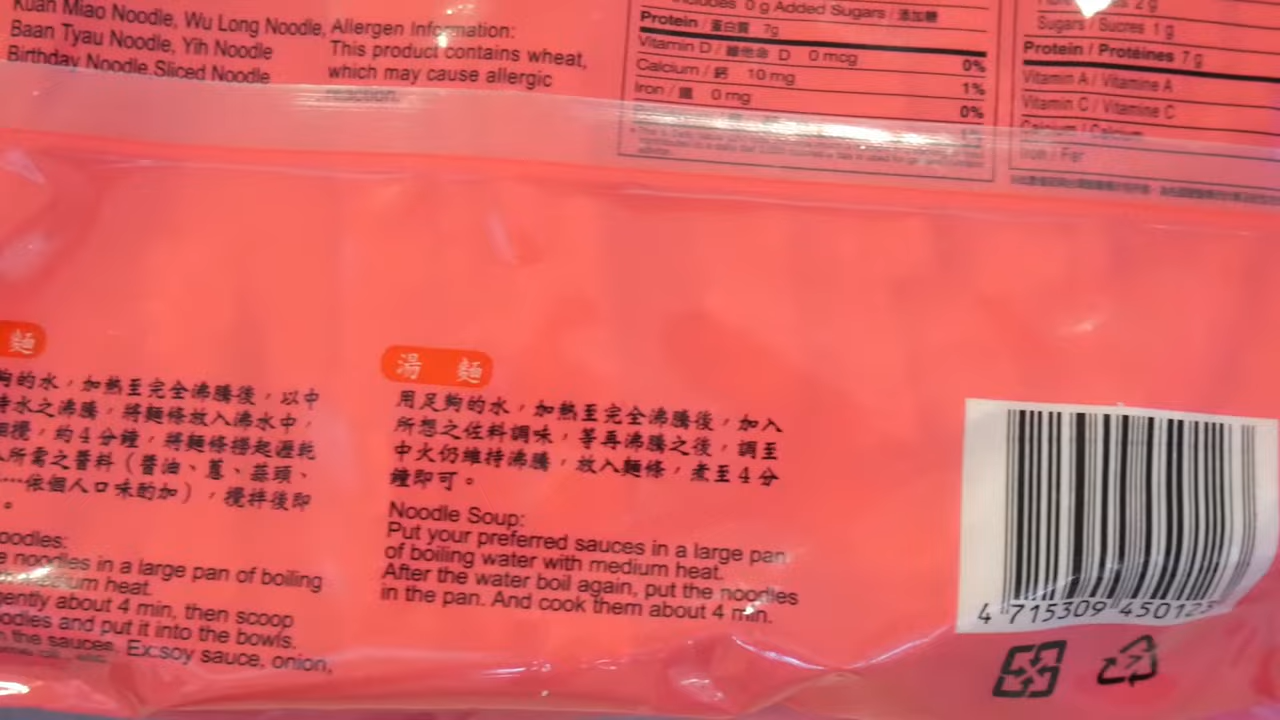 Kuan Miao Noodle, Wu Long Noodle,
Baan Tyau Noodle, Yih Noodle
Birthday Noodle,Sliced Noodle
Allergen Information:
This product contains wheat,
which may cause allergic
reaction.
Includes 0 g Added Sugars / 添加糖
Protein / 蛋白質 7g
Vitamin D / 維他命 D 0 mcg 0%
Calcium / 鈣 10 mg 1%
Iron / 鐵 0 mg 0%
2 g
Sugars / Sucres 1 g
Protein / Protéines 7 g
Vitamin A / Vitamine A
Vitamin C / Vitamine C
Calcium / Calcium
Iron / Fer
麵
的水，加熱至完全沸騰後，以中
持水之沸騰，將麵條放入沸水中，
攪，約4分鐘，將麵條撈起瀝乾
所需之醬料（醬油、蔥、蒜頭、
……依個人口味酌加），攪拌後即
。
noodles in a large pan of boiling
heat.
gently about 4 min, then scoop
and put it into the bowls.
the sauces. Ex:soy sauce, onion,
湯 麵
用足夠的水，加熱至完全沸騰後，加入
所想之佐料調味，等再沸騰之後，調至
中火仍維持沸騰，放入麵條，煮至4分
鐘即可。
Noodle Soup:
Put your preferred sauces in a large pan
of boiling water with medium heat.
After the water boil again, put the noodles
in the pan. And cook them about 4 min.
4 715309 450123
7